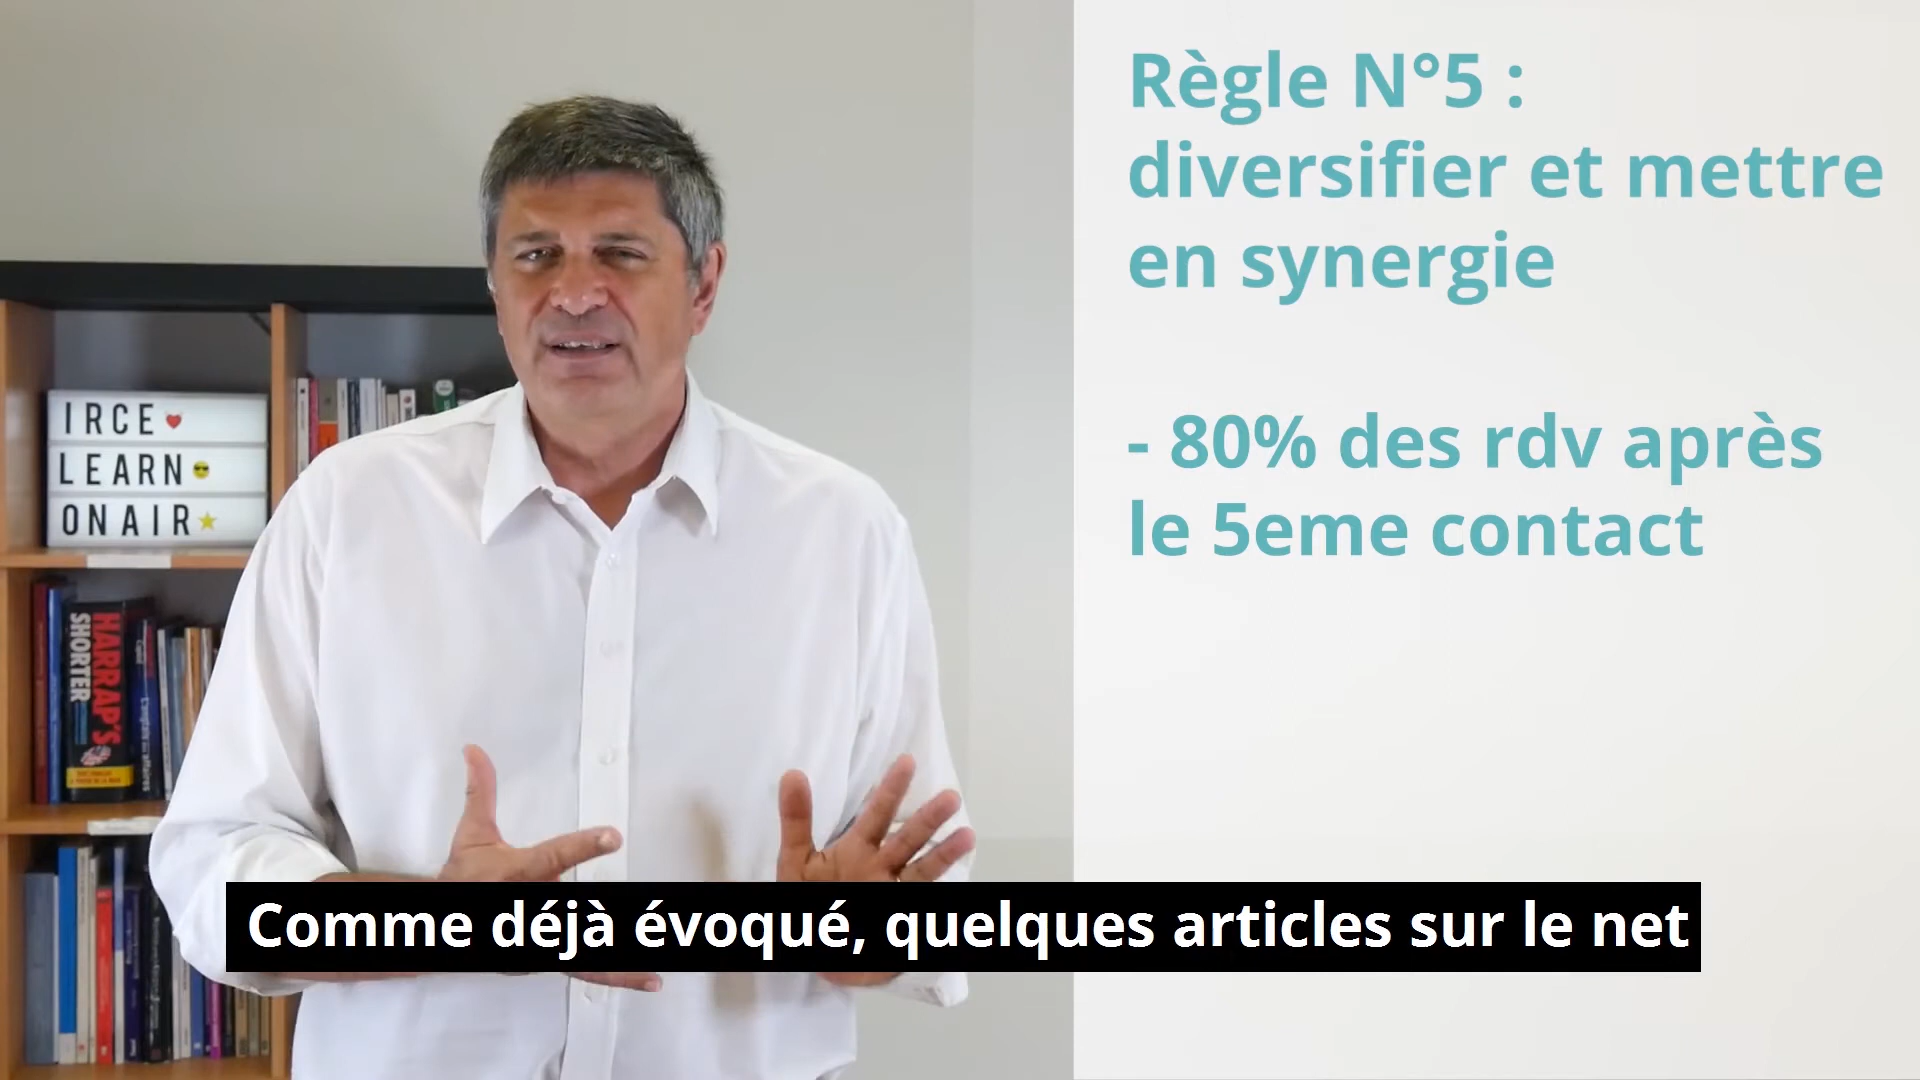 Règle N°5 :
diversifier et mettre
en synergie
- 80% des rdv après
le 5eme contact
IRCE
LEARN
ON AIR
HARRAP'S
SHORTER
Comme déjà évoqué, quelques articles sur le net